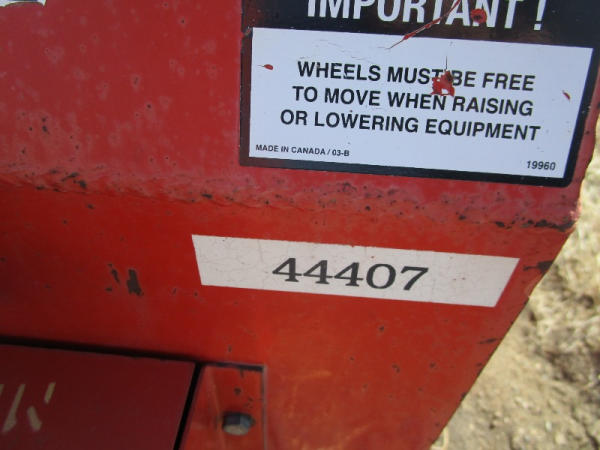 IMPORTANT!
WHEELS MUST BE FREE
TO MOVE WHEN RAISING
OR LOWERING EQUIPMENT
MADE IN CANADA / 03-B
19960
44407